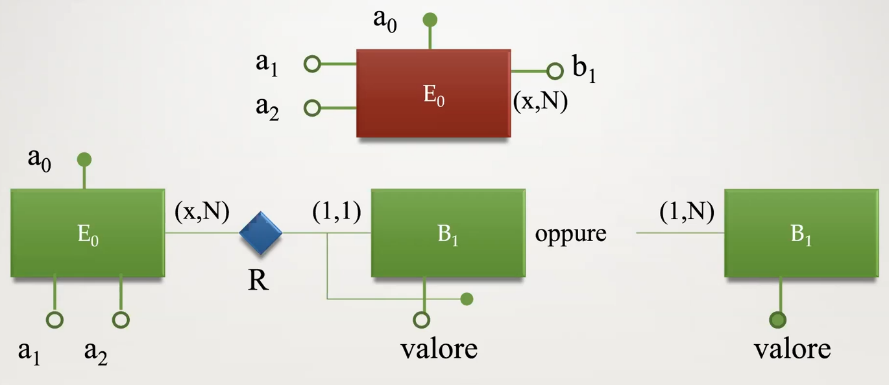 a0
a1
E0
b1
a2
(x,N)
a0
(x,N)
(1,1)
(1,N)
E0
B1
oppure
B1
R
a1 a2
valore
valore